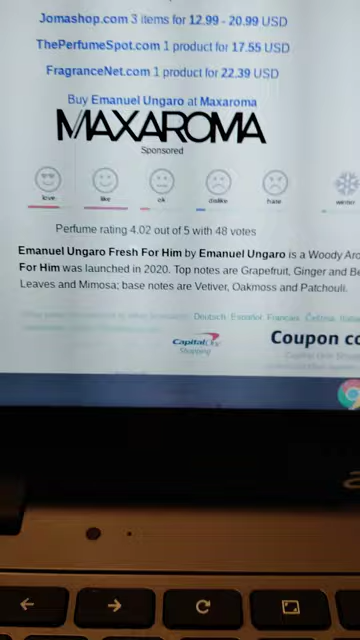 Jomashop.com 3 items for 12.99 - 20.99 USD
ThePerfumeSpot.com 1 product for 17.55 USD
FragranceNet.com 1 product for 22.39 USD
Buy Emanuel Ungaro at Maxaroma
MAXAROMA
Sponsored
love like ok dislike hate winter
Perfume rating 4.02 out of 5 with 48 votes
Emanuel Ungaro Fresh For Him by Emanuel Ungaro is a Woody Aro
For Him was launched in 2020. Top notes are Grapefruit, Ginger and Be
Leaves and Mimosa; base notes are Vetiver, Oakmoss and Patchouli.
Deutsch, Español, Français, Čeština, Italia
Capital One
Shopping
Coupon co